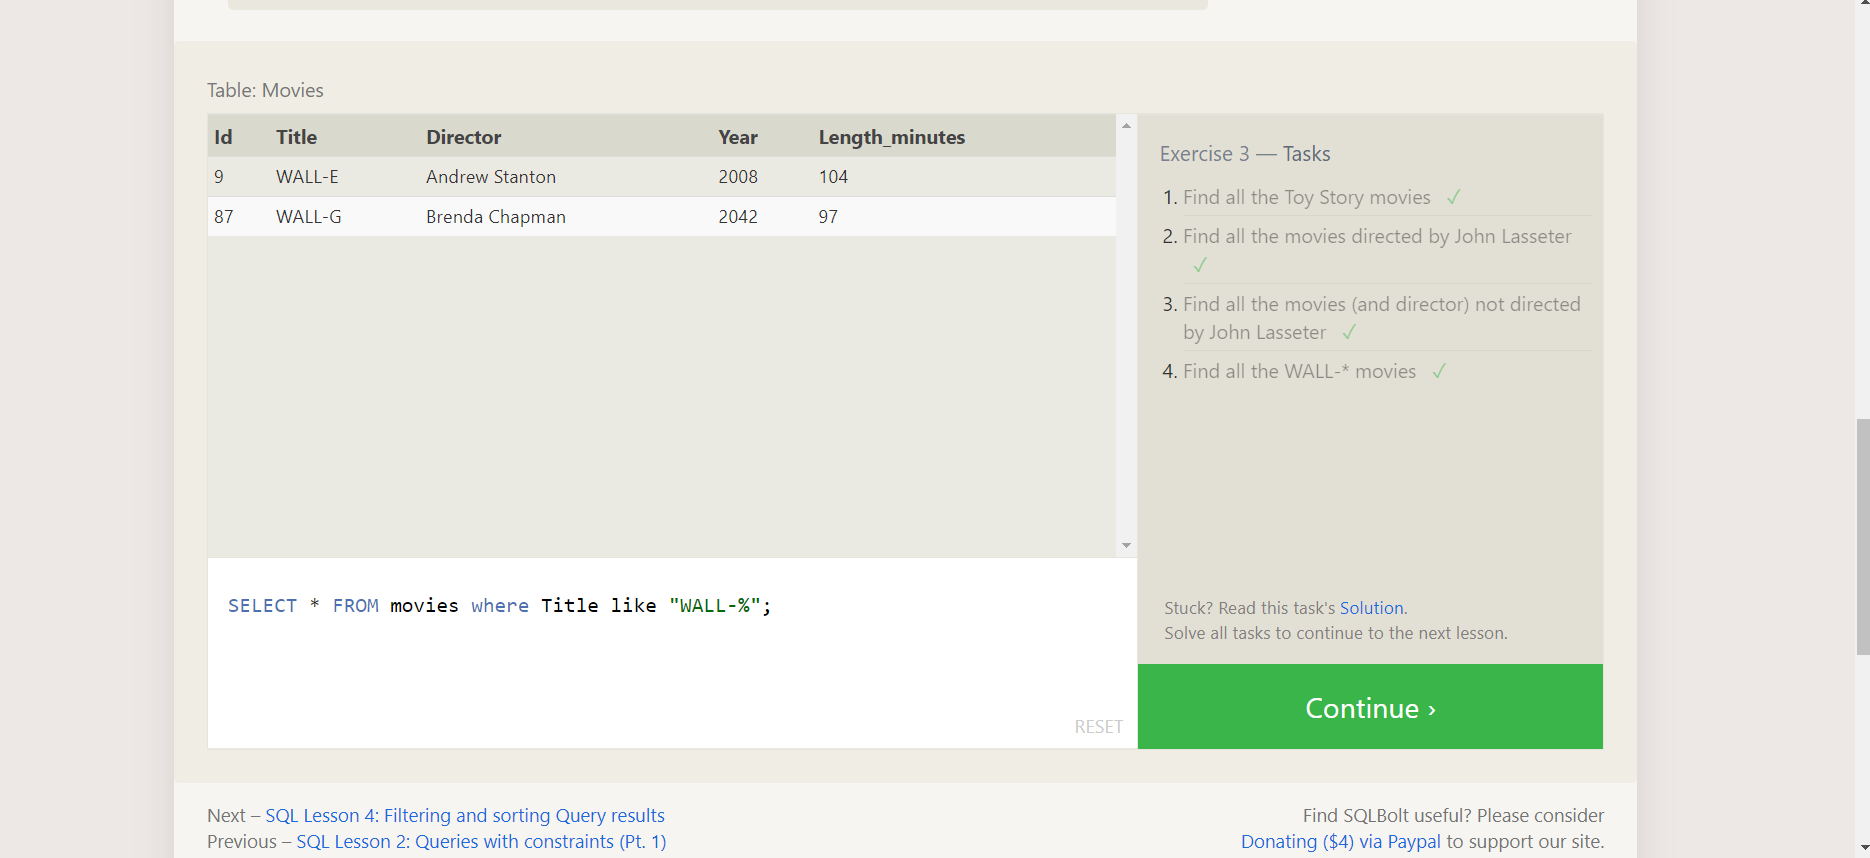 Table: Movies
Id Title Director Year Length_minutes
9 WALL-E Andrew Stanton 2008 104
87 WALL-G Brenda Chapman 2042 97
SELECT * FROM movies where Title like "WALL-%";
RESET
Exercise 3 — Tasks
1. Find all the Toy Story movies ✓
2. Find all the movies directed by John Lasseter
✓
3. Find all the movies (and director) not directed
by John Lasseter ✓
4. Find all the WALL-* movies ✓
Stuck? Read this task's Solution.
Solve all tasks to continue to the next lesson.
Continue ›
Next – SQL Lesson 4: Filtering and sorting Query results
Previous – SQL Lesson 2: Queries with constraints (Pt. 1)
Find SQLBolt useful? Please consider
Donating ($4) via Paypal to support our site.